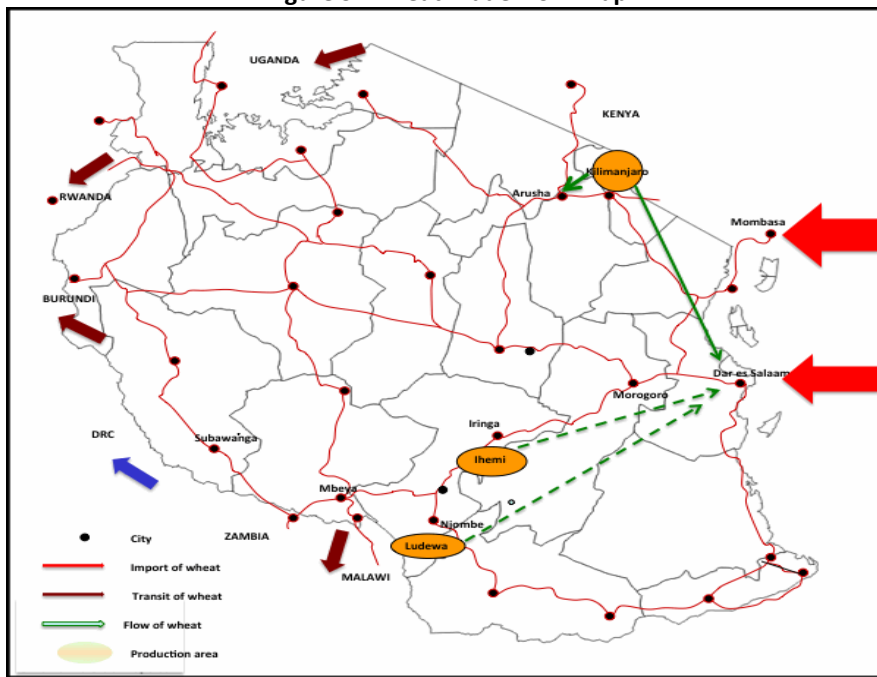 UGANDA
KENYA
Kilimanjaro
Arusha
RWANDA
Mombasa
BURUNDI
Dar es Salaam
Morogoro
Iringa
DRC
Subawanga
Ihemi
Mbeya
Njombe
ZAMBIA
Ludewa
MALAWI
City
Import of wheat
Transit of wheat
Flow of wheat
Production area